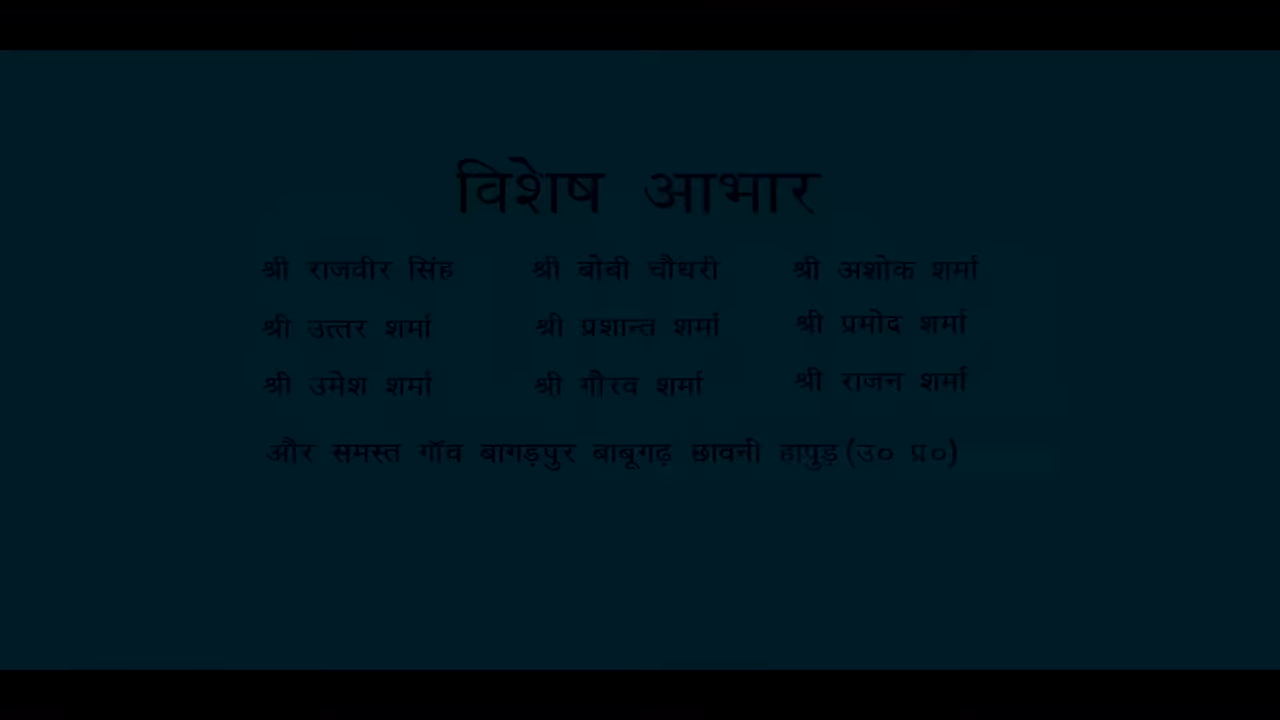 विशेष आभार
श्री राजवीर सिंह श्री बोबी चौधरी श्री अशोक शर्मा
श्री उत्तर शर्मा श्री प्रशान्त शर्मा श्री प्रमोद शर्मा
श्री उमेश शर्मा श्री गौरव शर्मा श्री राजन शर्मा
और समस्त गॉव बागड़पुर बाबूगढ़ छावनी हापुड़ (उ० प्र०)